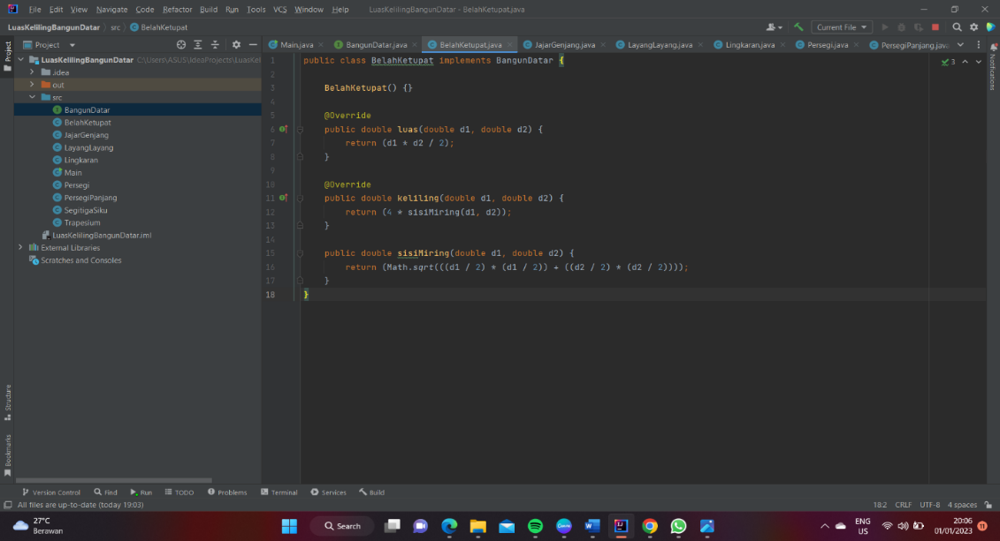 File Edit View Navigate Code Refactor Build Run Tools VCS Window Help LuasKelilingBangunDatar - BelahKetupat.java
LuasKelilingBangunDatar src BelahKetupat Current File
Project Main.java BangunDatar.java BelahKetupat.java JajarGenjang.java LayangLayang.java Lingkaran.java Persegi.java PersegiPanjang.java
Project
Notifications
LuasKelilingBangunDatar C:\Users\ASUS\IdeaProjects\LuasKel
.idea
out
src
BangunDatar
BelahKetupat
JajarGenjang
LayangLayang
Lingkaran
Main
Persegi
PersegiPanjang
SegitigaSiku
Trapesium
LuasKelilingBangunDatar.iml
External Libraries
Scratches and Consoles
1 public class BelahKetupat implements BangunDatar {
2
3 BelahKetupat() {}
4
5 @Override
6 public double luas(double d1, double d2) {
7 return (d1 * d2 / 2);
8 }
9
10 @Override
11 public double keliling(double d1, double d2) {
12 return (4 * sisiMiring(d1, d2));
13 }
14
15 public double sisiMiring(double d1, double d2) {
16 return (Math.sqrt(((d1 / 2) * (d1 / 2)) + ((d2 / 2) * (d2 / 2))));
17 }
18 }
3
Structure
Bookmarks
Version Control Find Run TODO Problems Terminal Services Build
All files are up-to-date (today 19:03) 18:2 CRLF UTF-8 4 spaces
27°C
Berawan
Search
ENG
US
20:06
01/01/2023
11